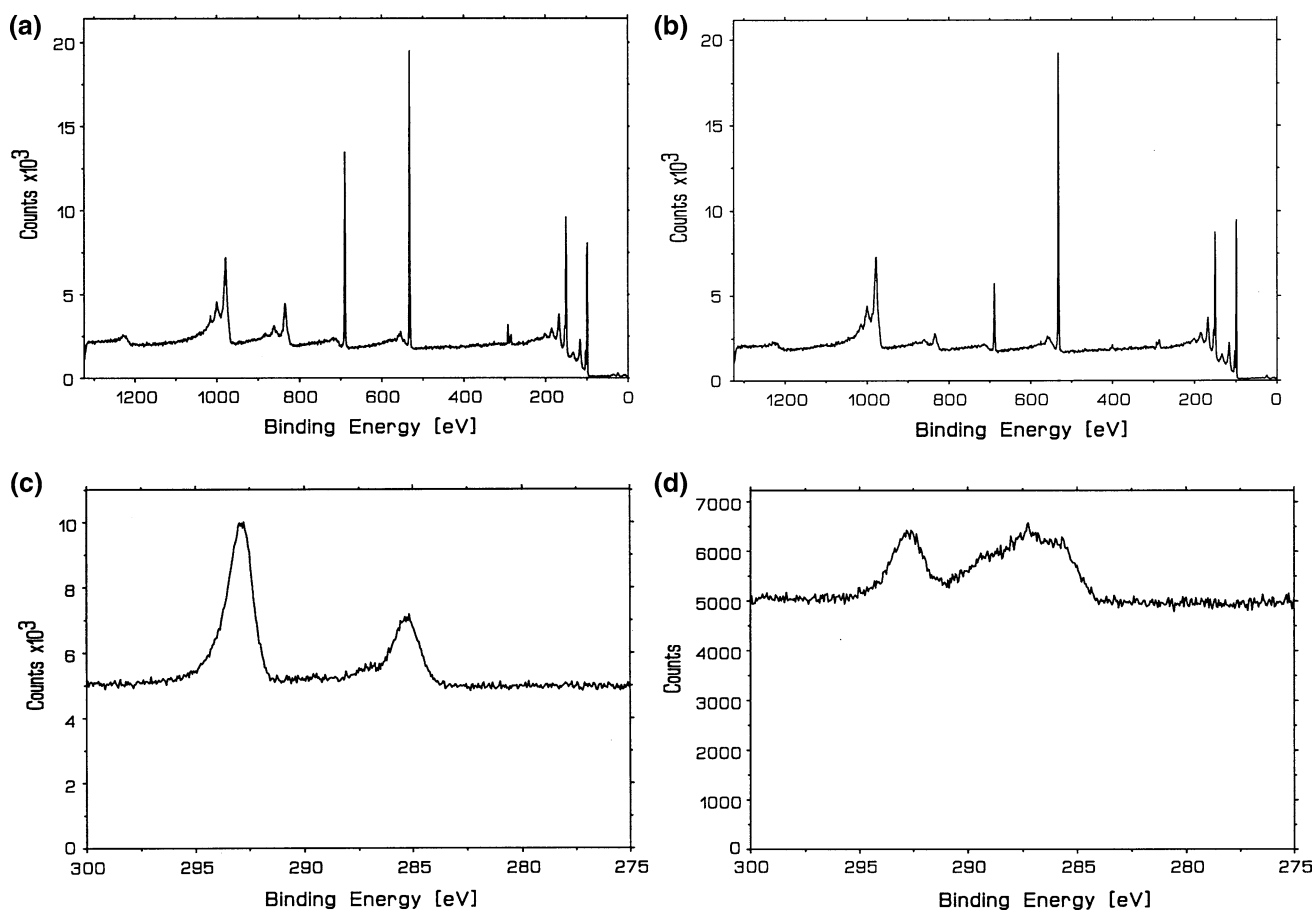 (a)
20
15
10
5
0
Counts x10³
1200 1000 800 600 400 200 0
Binding Energy [eV]
(b)
20
15
10
5
0
Counts x10³
1200 1000 800 600 400 200 0
Binding Energy [eV]
(c)
10
8
6
4
2
0
Counts x10³
300 295 290 285 280 275
Binding Energy [eV]
(d)
7000
6000
5000
4000
3000
2000
1000
0
Counts
300 295 290 285 280 275
Binding Energy [eV]